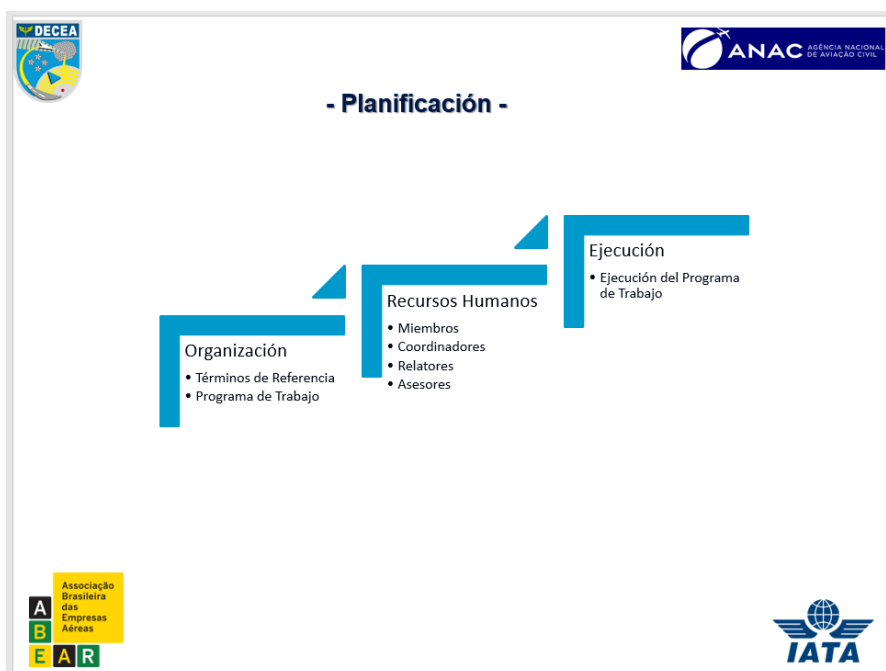 DECEA
ANAC AGÊNCIA NACIONAL
DE AVIAÇÃO CIVIL
- Planificación -
Organización
• Términos de Referencia
• Programa de Trabajo
Recursos Humanos
• Miembros
• Coordinadores
• Relatores
• Asesores
Ejecución
• Ejecución del Programa
de Trabajo
Associação
Brasileira
das
Empresas
Aéreas
A
B
E A R
IATA